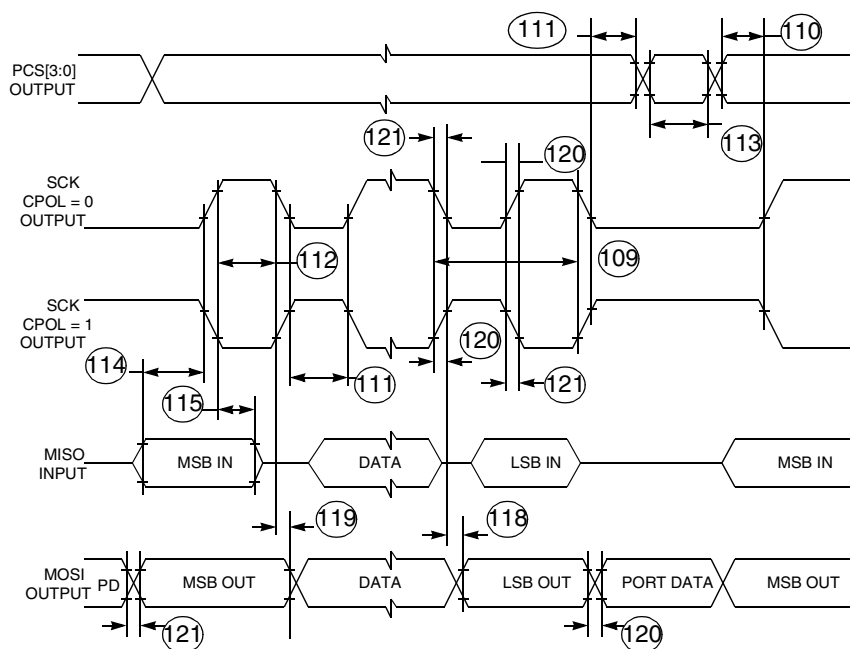 111
110
PCS[3:0]
OUTPUT
113
121
120
SCK
CPOL = 0
OUTPUT
112
109
SCK
CPOL = 1
OUTPUT
120
114
111
121
115
MISO
INPUT
MSB IN
DATA
LSB IN
MSB IN
119
118
MOSI
OUTPUT
PD
MSB OUT
DATA
LSB OUT
PORT DATA
MSB OUT
121
120